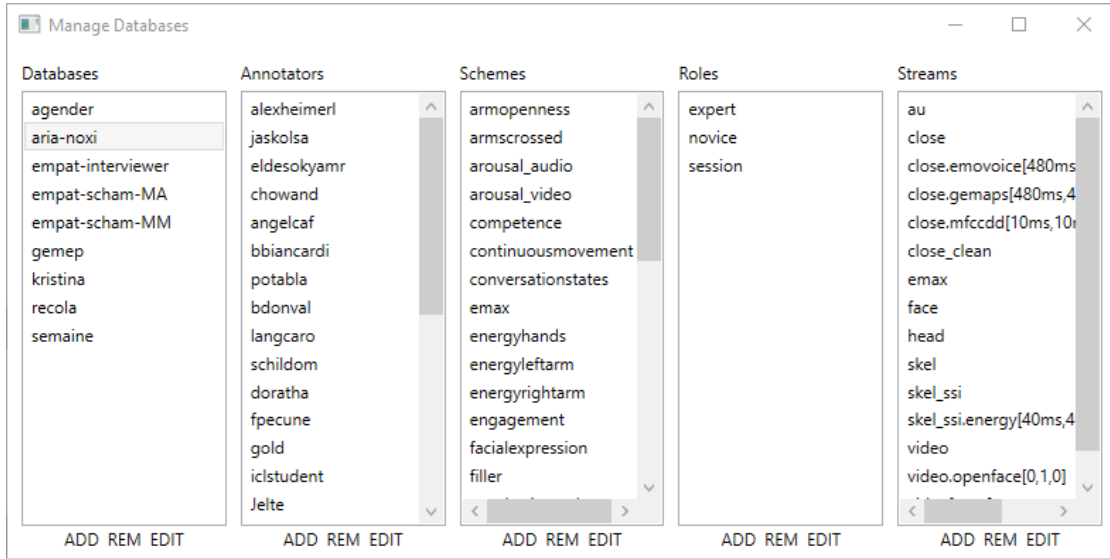 Manage Databases
Databases
agender
aria-noxi
empat-interviewer
empat-scham-MA
empat-scham-MM
gemep
kristina
recola
semaine
ADD REM EDIT
Annotators
alexheimerl
jaskolsa
eldesokyamr
chowand
angelcaf
bbiancardi
potabla
bdonval
langcaro
schildom
doratha
fpecune
gold
iclstudent
Jelte
ADD REM EDIT
Schemes
armopenness
armscrossed
arousal_audio
arousal_video
competence
continuousmovement
conversationstates
emax
energyhands
energyleftarm
energyrightarm
engagement
facialexpression
filler
ADD REM EDIT
Roles
expert
novice
session
ADD REM EDIT
Streams
au
close
close.emovoice[480ms
close.gemaps[480ms,4
close.mfccdd[10ms,10
close_clean
emax
face
head
skel
skel_ssi
skel_ssi.energy[40ms,4
video
video.openface[0,1,0]
ADD REM EDIT